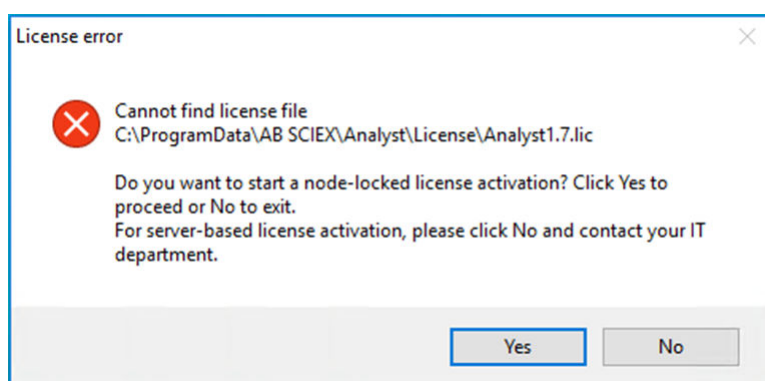 License error
Cannot find license file
C:\ProgramData\AB SCIEX\Analyst\License\Analyst1.7.lic
Do you want to start a node-locked license activation? Click Yes to
proceed or No to exit.
For server-based license activation, please click No and contact your IT
department.
Yes
No